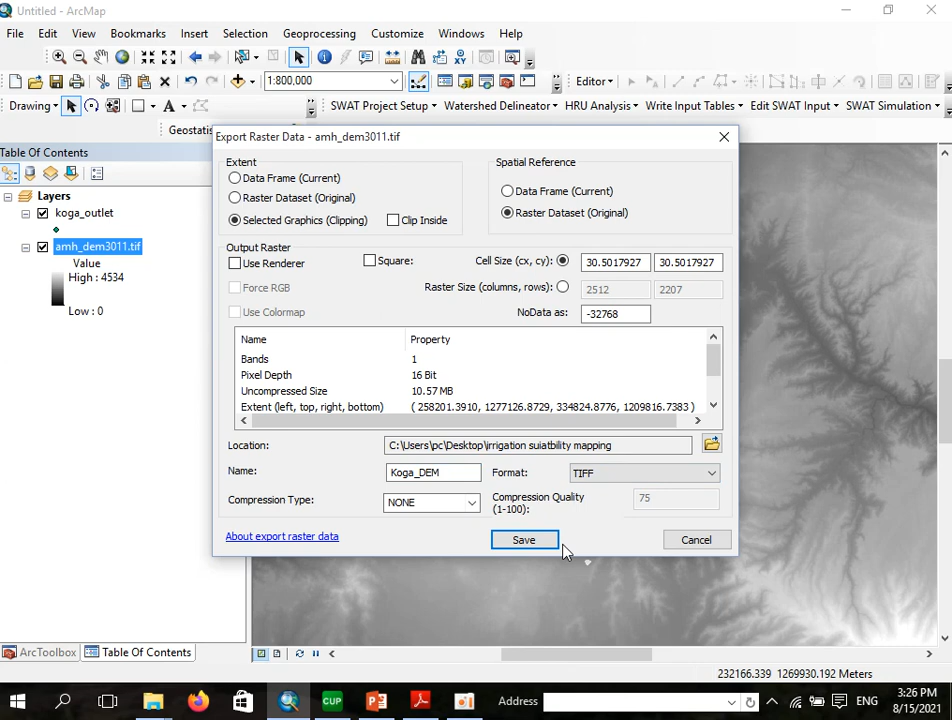 Untitled - ArcMap
File Edit View Bookmarks Insert Selection Geoprocessing Customize Windows Help
1:800,000
Editor
Drawing
SWAT Project Setup Watershed Delineator HRU Analysis Write Input Tables Edit SWAT Input SWAT Simulation
Geostatis
Export Raster Data - amh_dem3011.tif
Table Of Contents
Layers
koga_outlet
amh_dem3011.tif
Value
High : 4534
Low : 0
Extent
Data Frame (Current)
Raster Dataset (Original)
Selected Graphics (Clipping)
Clip Inside
Spatial Reference
Data Frame (Current)
Raster Dataset (Original)
Output Raster
Use Renderer
Square:
Cell Size (cx, cy):
30.5017927
30.5017927
Force RGB
Raster Size (columns, rows):
2512
2207
Use Colormap
NoData as:
-32768
Name Property
Bands 1
Pixel Depth 16 Bit
Uncompressed Size 10.57 MB
Extent (left, top, right, bottom) ( 258201.3910, 1277126.8729, 334824.8776, 1209816.7383 )
Location: C:\Users\pc\Desktop\irrigation suiatbility mapping
Name: Koga_DEM Format: TIFF
Compression Type: NONE Compression Quality
(1-100): 75
About export raster data
Save
Cancel
ArcToolbox Table Of Contents
232166.339 1269930.192 Meters
CUP
Address
ENG
3:26 PM
8/15/2021